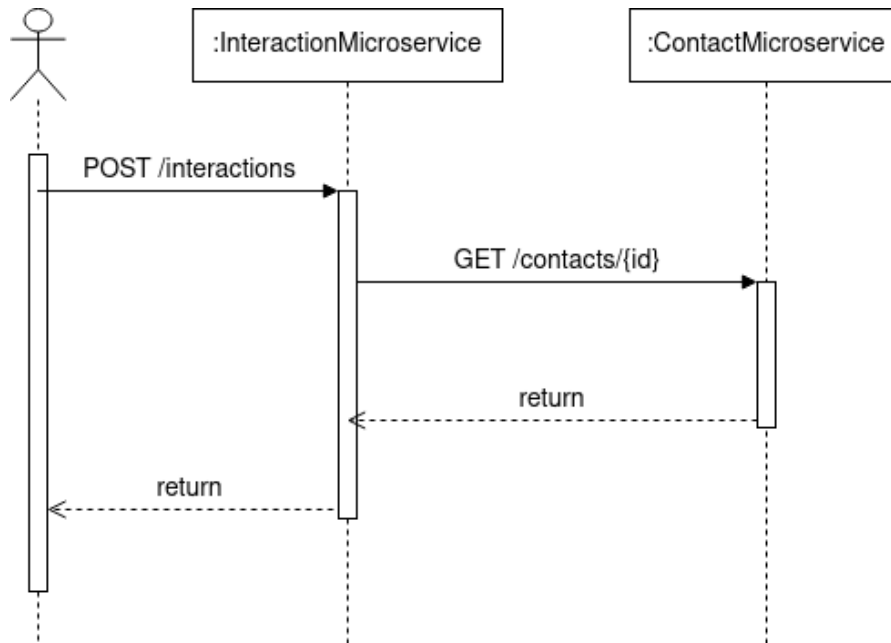 :InteractionMicroservice
:ContactMicroservice
POST /interactions
GET /contacts/{id}
return
return